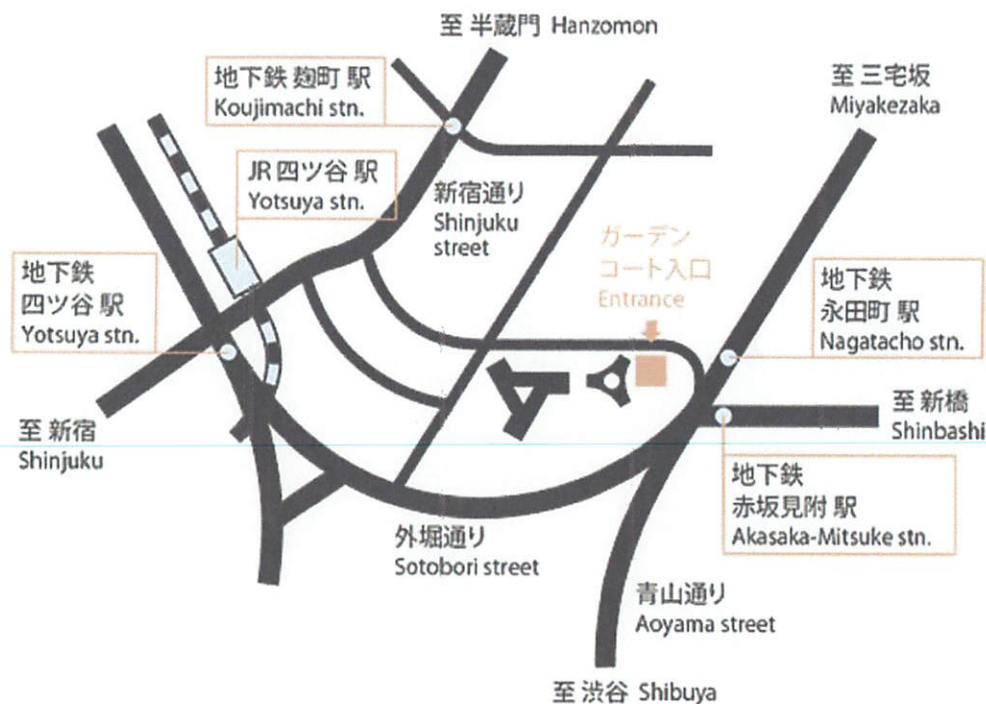 至 半蔵門 Hanzomon
地下鉄 麹町 駅
Koujimachi stn.
至 三宅坂
Miyakezaka
JR 四ツ谷 駅
Yotsuya stn.
新宿通り
Shinjuku
street
ガーデン
コート入口
Entrance
地下鉄
四ツ谷 駅
Yotsuya stn.
地下鉄
永田町 駅
Nagatacho stn.
至 新宿
Shinjuku
至 新橋
Shinbashi
地下鉄
赤坂見附 駅
Akasaka-Mitsuke stn.
外堀通り
Sotobori street
青山通り
Aoyama street
至 渋谷 Shibuya